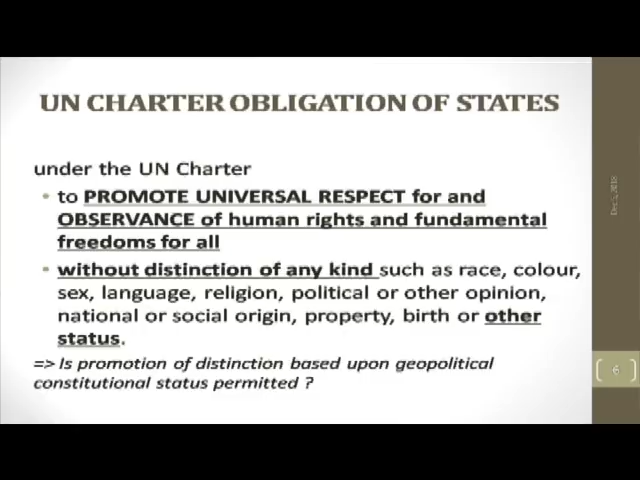 UN CHARTER OBLIGATION OF STATES
under the UN Charter
• to PROMOTE UNIVERSAL RESPECT for and
OBSERVANCE of human rights and fundamental
freedoms for all
• without distinction of any kind such as race, colour,
sex, language, religion, political or other opinion,
national or social origin, property, birth or other
status.
=> Is promotion of distinction based upon geopolitical
constitutional status permitted ?
6